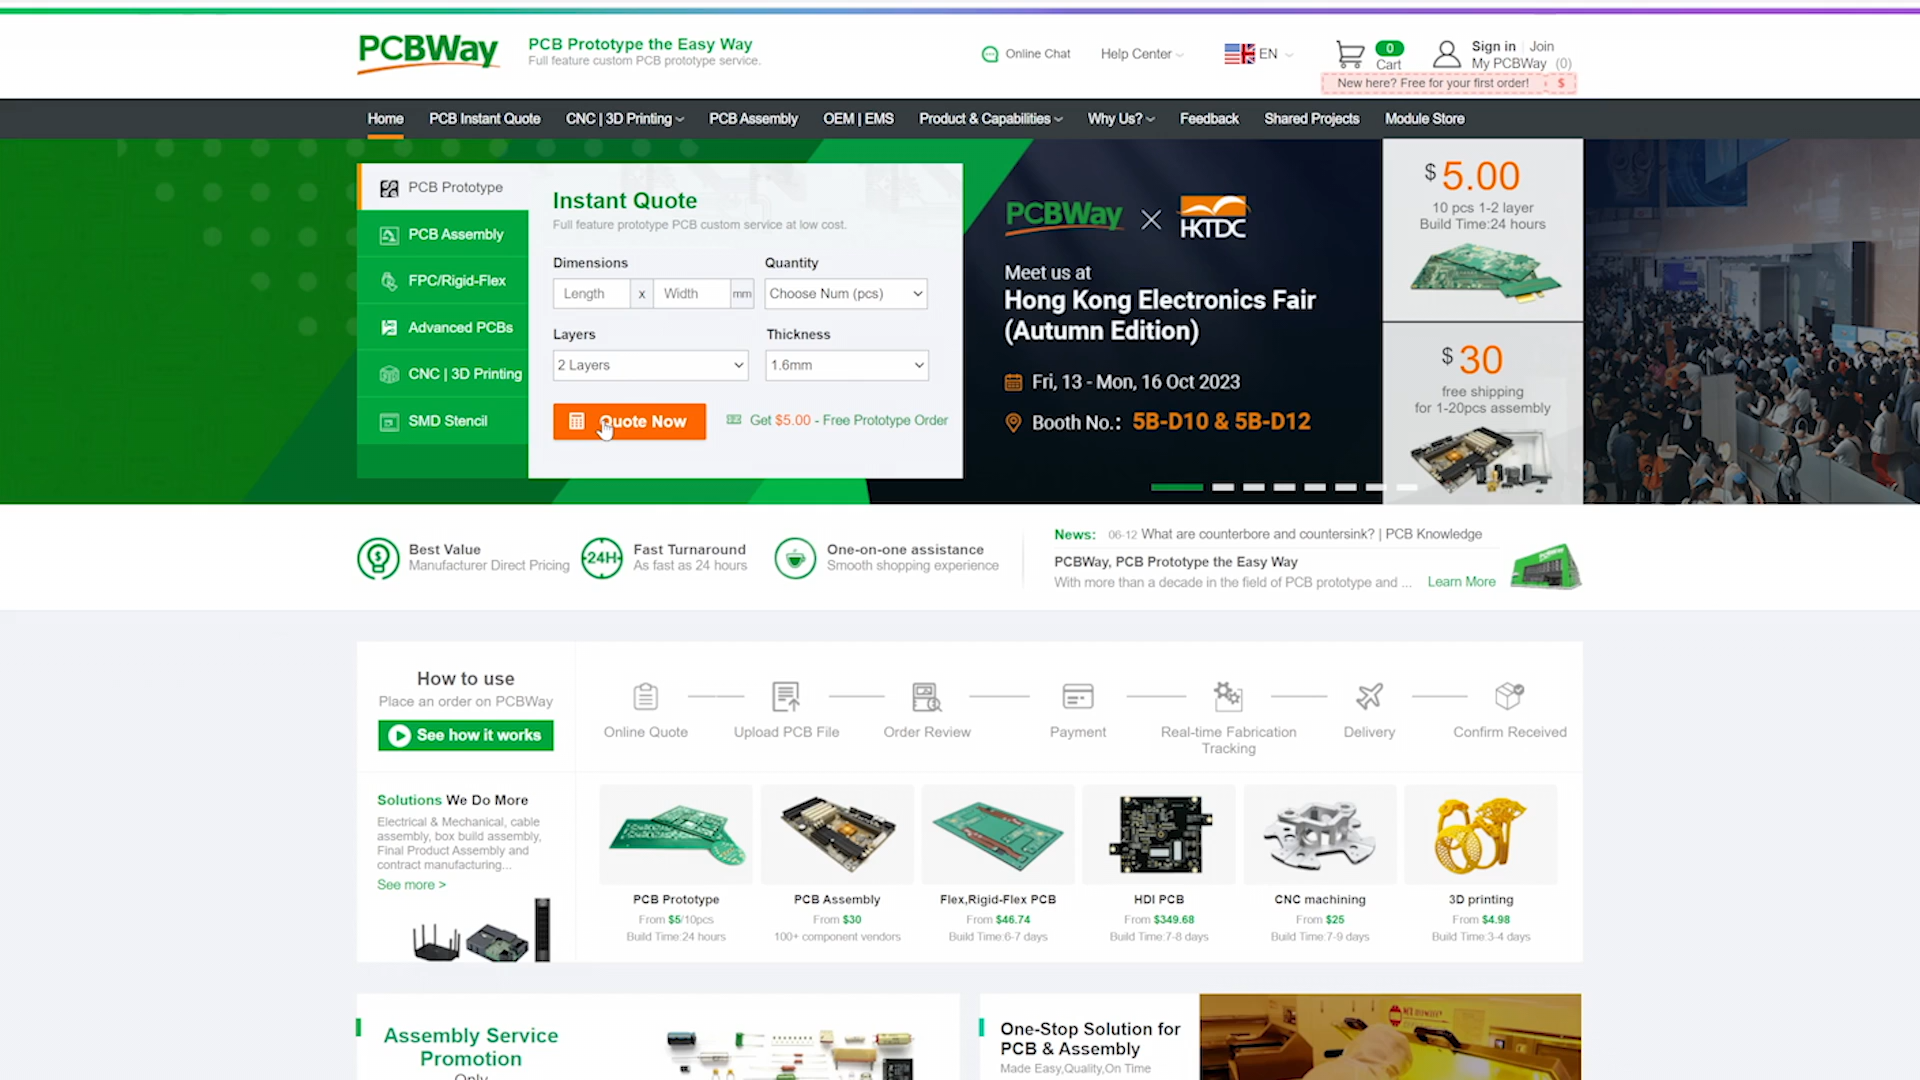 PCBWay
PCB Prototype the Easy Way
Full feature custom PCB prototype service.
Online Chat
Help Center
EN
0
Cart
Sign in
Join
My PCBWay (0)
New here? Free for your first order! $
Home
PCB Instant Quote
CNC | 3D Printing
PCB Assembly
OEM | EMS
Product & Capabilities
Why Us?
Feedback
Shared Projects
Module Store
PCB Prototype
PCB Assembly
FPC/Rigid-Flex
Advanced PCBs
CNC | 3D Printing
SMD Stencil
Instant Quote
Full feature prototype PCB custom service at low cost.
Dimensions
Quantity
Length x Width mm
Choose Num (pcs)
Layers
Thickness
2 Layers
1.6mm
Quote Now
Get $5.00 - Free Prototype Order
PCBWay
HKTDC
Meet us at
Hong Kong Electronics Fair
(Autumn Edition)
Fri, 13 - Mon, 16 Oct 2023
Booth No.: 5B-D10 & 5B-D12
$ 5.00
10 pcs 1-2 layer
Build Time:24 hours
$ 30
free shipping
for 1-20pcs assembly
Best Value
Manufacturer Direct Pricing
24H
Fast Turnaround
As fast as 24 hours
One-on-one assistance
Smooth shopping experience
News: 06-12 What are counterbore and countersink? | PCB Knowledge
PCBWay, PCB Prototype the Easy Way
With more than a decade in the field of PCB prototype and ... Learn More
PCBWay
How to use
Place an order on PCBWay
See how it works
Online Quote
Upload PCB File
Order Review
Payment
Real-time Fabrication
Tracking
Delivery
Confirm Received
Solutions We Do More
Electrical & Mechanical, cable
assembly, box build assembly,
Final Product Assembly and
contract manufacturing...
See more >
PCB Prototype
From $5/10pcs
Build Time:24 hours
PCB Assembly
From $30
100+ component vendors
Flex,Rigid-Flex PCB
From $46.74
Build Time:6-7 days
HDI PCB
From $349.68
Build Time:7-8 days
CNC machining
From $25
Build Time:7-9 days
3D printing
From $4.98
Build Time:3-4 days
Assembly Service
Promotion
Only
One-Stop Solution for
PCB & Assembly
Made Easy,Quality,On Time